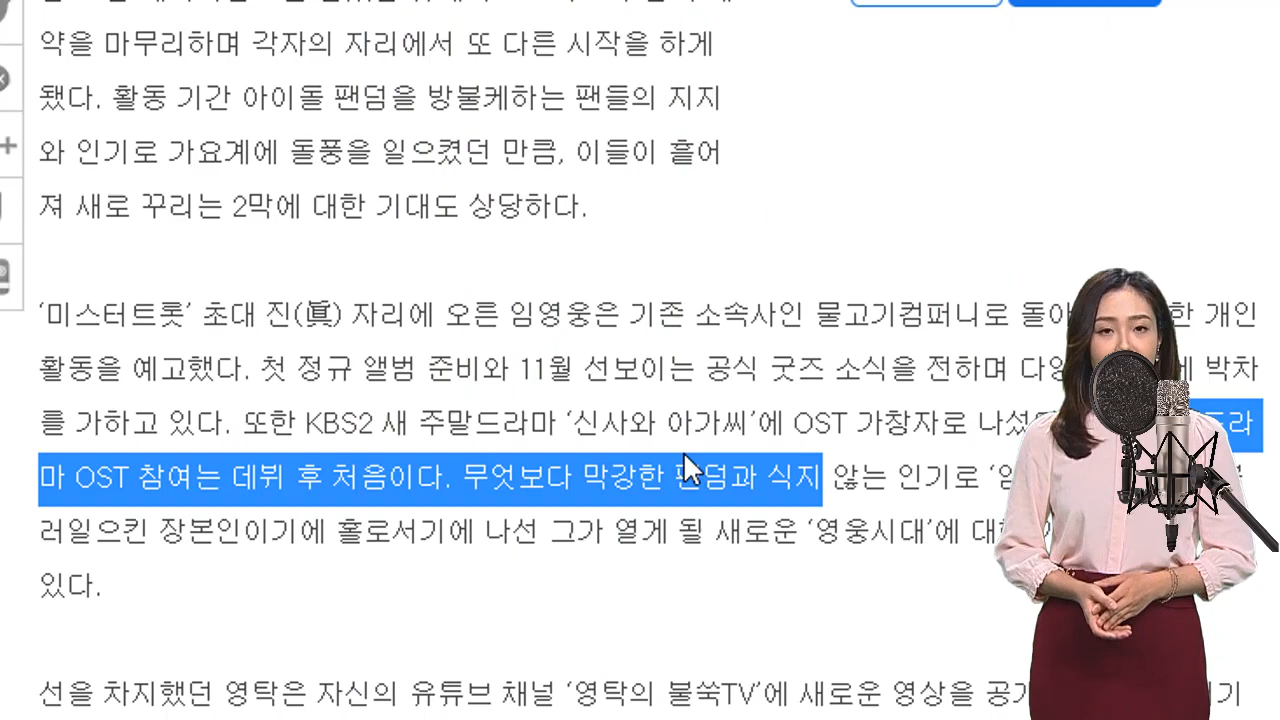 약을 마무리하며 각자의 자리에서 또 다른 시작을 하게
됐다. 활동 기간 아이돌 팬덤을 방불케하는 팬들의 지지
와 인기로 가요계에 돌풍을 일으켰던 만큼, 이들이 흩어
져 새로 꾸리는 2막에 대한 기대도 상당하다.
‘미스터트롯’ 초대 진(眞) 자리에 오른 임영웅은 기존 소속사인 물고기컴퍼니로 한 개인
활동을 예고했다. 첫 정규 앨범 준비와 11월 선보이는 공식 굿즈 소식을 전하며 박차
를 가하고 있다. 또한 KBS2 새 주말드라마 ‘신사와 아가씨’에 OST 가창자로 드라
마 OST 참여는 데뷔 후 처음이다. 무엇보다 막강한 팬덤과 식지 않는 인기로
러일으킨 장본인이기에 홀로서기에 나선 그가 열게 될 새로운 ‘영웅시대’에
있다.
선을 차지했던 영탁은 자신의 유튜브 채널 ‘영탁의 불쑥TV’에 새로운 영상을